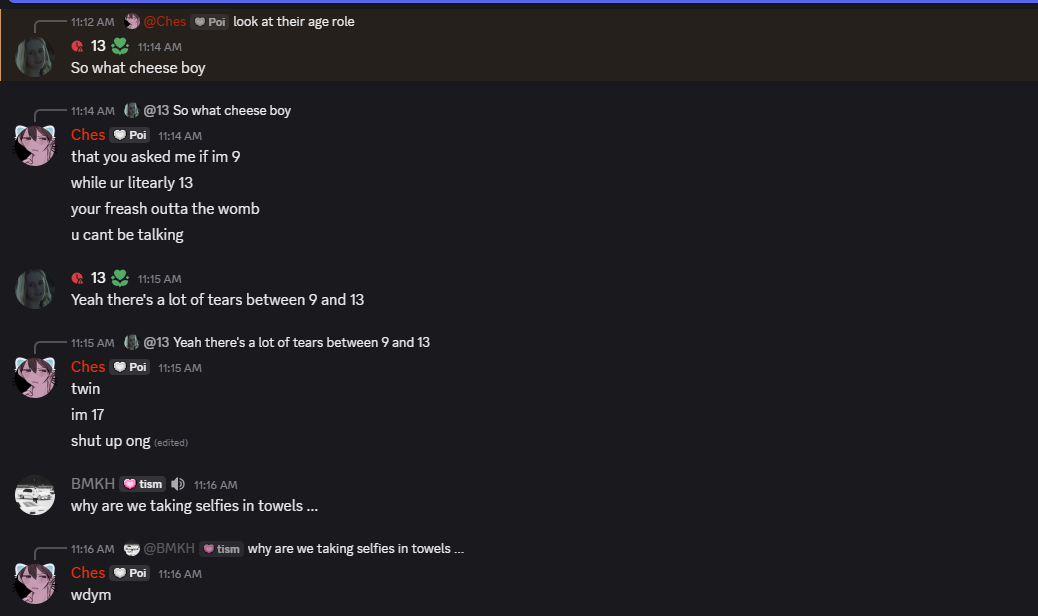 11:12 AM @Ches Poi look at their age role
13 11:14 AM
So what cheese boy
11:14 AM @13 So what cheese boy
Ches Poi 11:14 AM
that you asked me if im 9
while ur litearly 13
your freash outta the womb
u cant be talking
13 11:15 AM
Yeah there's a lot of tears between 9 and 13
11:15 AM @13 Yeah there's a lot of tears between 9 and 13
Ches Poi 11:15 AM
twin
im 17
shut up ong (edited)
BMKH tism 11:16 AM
why are we taking selfies in towels ...
11:16 AM @BMKH tism why are we taking selfies in towels ...
Ches Poi 11:16 AM
wdym